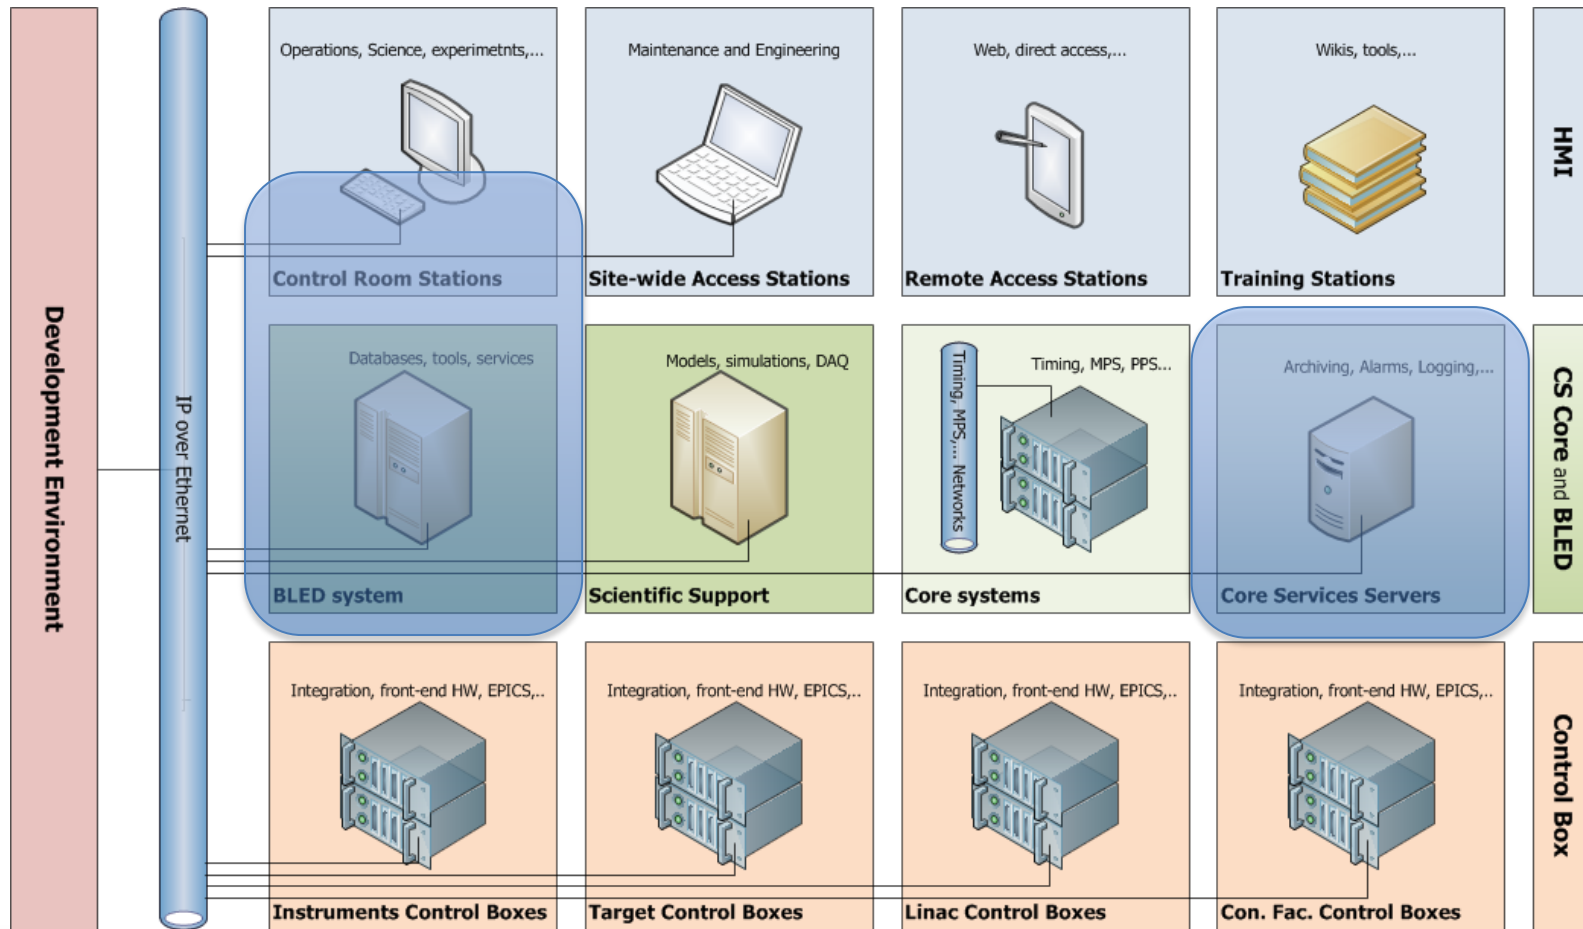 Development Environment
IP over Ethernet
Operations, Science, experimetnts,...
Control Room Stations
Maintenance and Engineering
Site-wide Access Stations
Web, direct access,...
Remote Access Stations
Wikis, tools,...
Training Stations
HMI
Databases, tools, services
BLED system
Models, simulations, DAQ
Scientific Support
Timing, MPS,... Networks
Timing, MPS, PPS...
Core systems
Archiving, Alarms, Logging,...
Core Services Servers
CS Core and BLED
Integration, front-end HW, EPICS,..
Instruments Control Boxes
Integration, front-end HW, EPICS,..
Target Control Boxes
Integration, front-end HW, EPICS,..
Linac Control Boxes
Integration, front-end HW, EPICS,..
Con. Fac. Control Boxes
Control Box